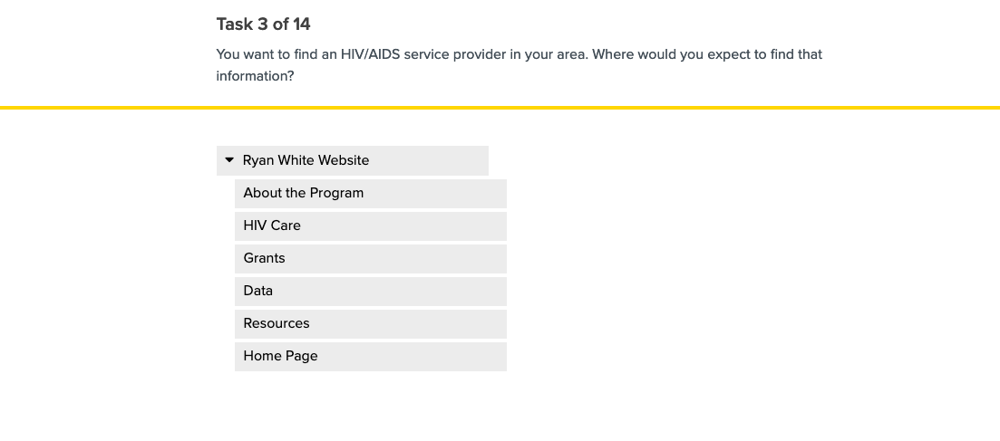 Task 3 of 14
You want to find an HIV/AIDS service provider in your area. Where would you expect to find that
information?
Ryan White Website
About the Program
HIV Care
Grants
Data
Resources
Home Page